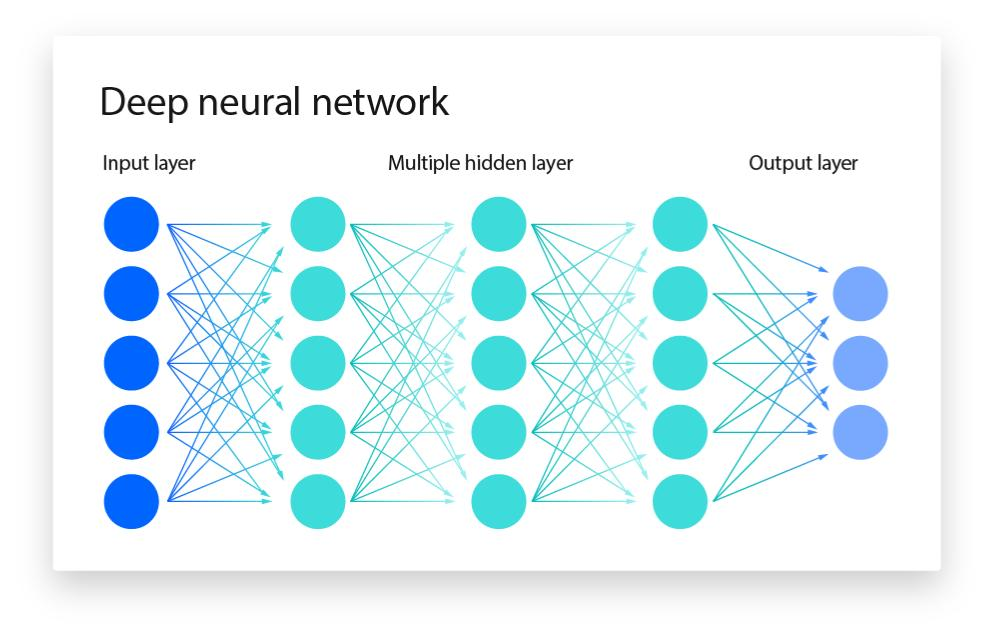 Deep neural network
Input layer
Multiple hidden layer
Output layer